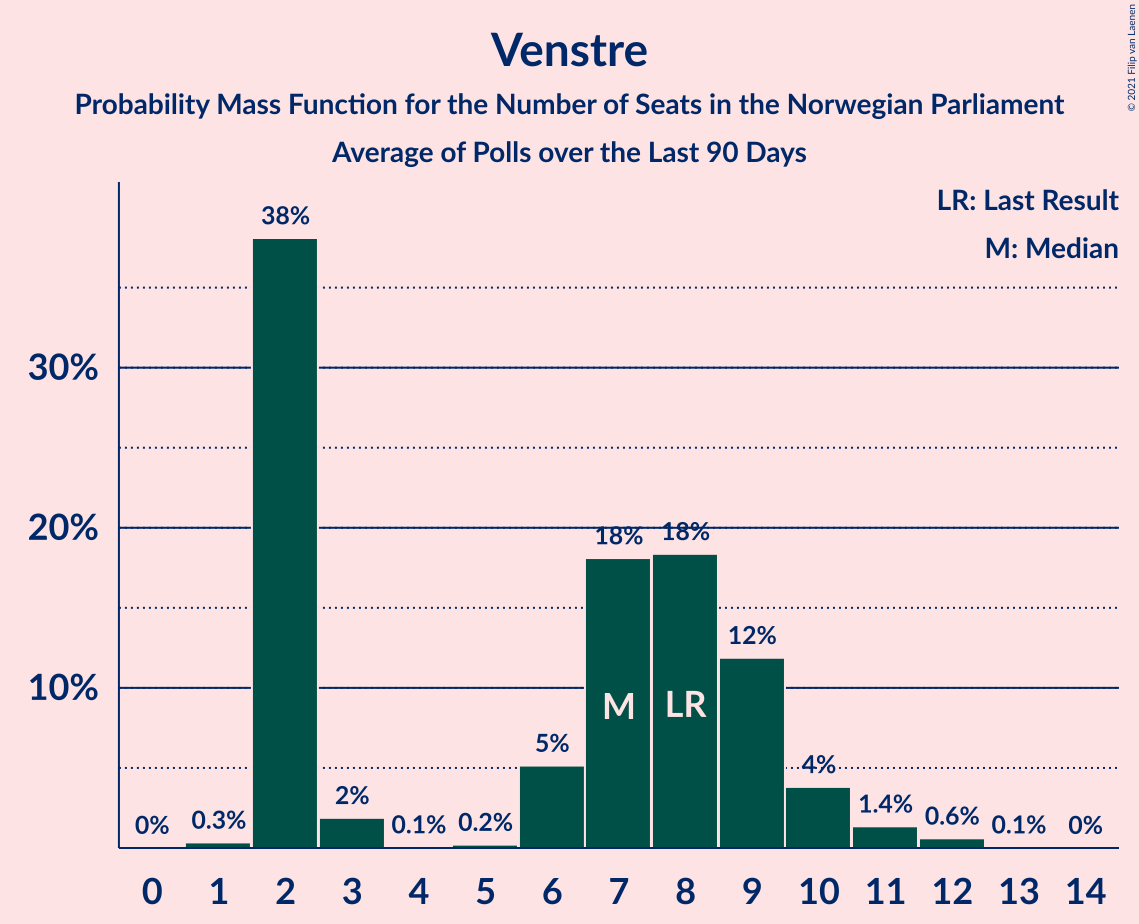 Venstre
Probability Mass Function for the Number of Seats in the Norwegian Parliament
Average of Polls over the Last 90 Days
© 2021 Filip van Laenen
LR: Last Result
M: Median
38%
30%
20%
18%
18%
12%
10%
M
LR
5%
4%
2%
1.4%
0.6%
0%
0.3%
0.1%
0.2%
0.1%
0%
0 1 2 3 4 5 6 7 8 9 10 11 12 13 14